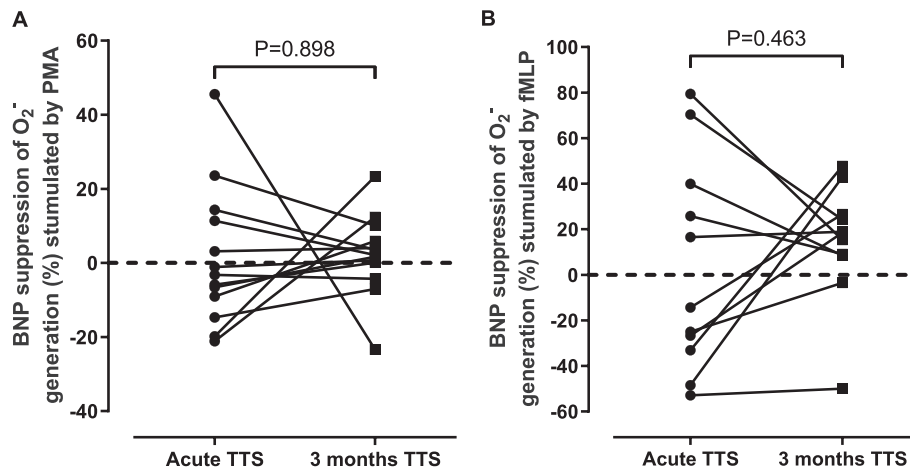 A
BNP suppression of O2-
generation (%) stumulated by PMA
60
40
20
0
-20
-40
P=0.898
Acute TTS
3 months TTS
B
BNP suppression of O2-
generation (%) stumulated by fMLP
100
80
60
40
20
0
-20
-40
-60
P=0.463
Acute TTS
3 months TTS